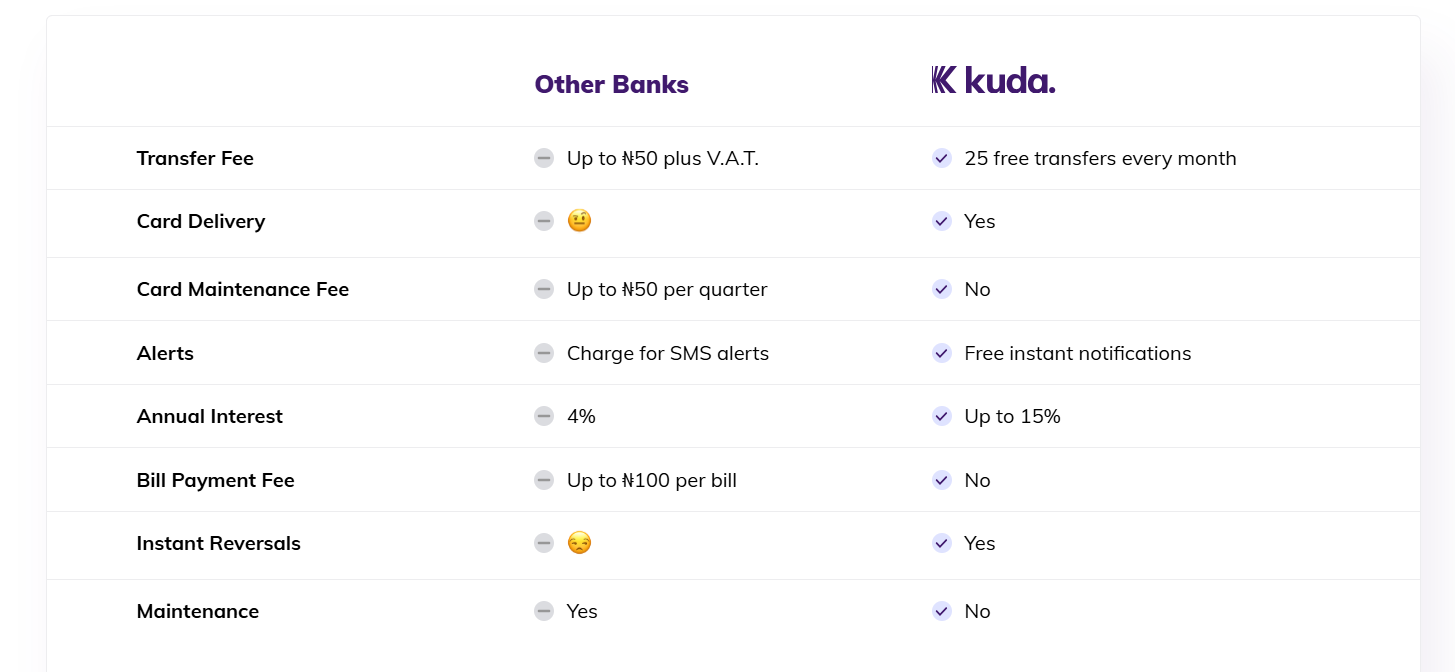 Other Banks kuda.
Transfer Fee Up to ₦50 plus V.A.T. 25 free transfers every month
Card Delivery 🤨 Yes
Card Maintenance Fee Up to ₦50 per quarter No
Alerts Charge for SMS alerts Free instant notifications
Annual Interest 4% Up to 15%
Bill Payment Fee Up to ₦100 per bill No
Instant Reversals 😒 Yes
Maintenance Yes No